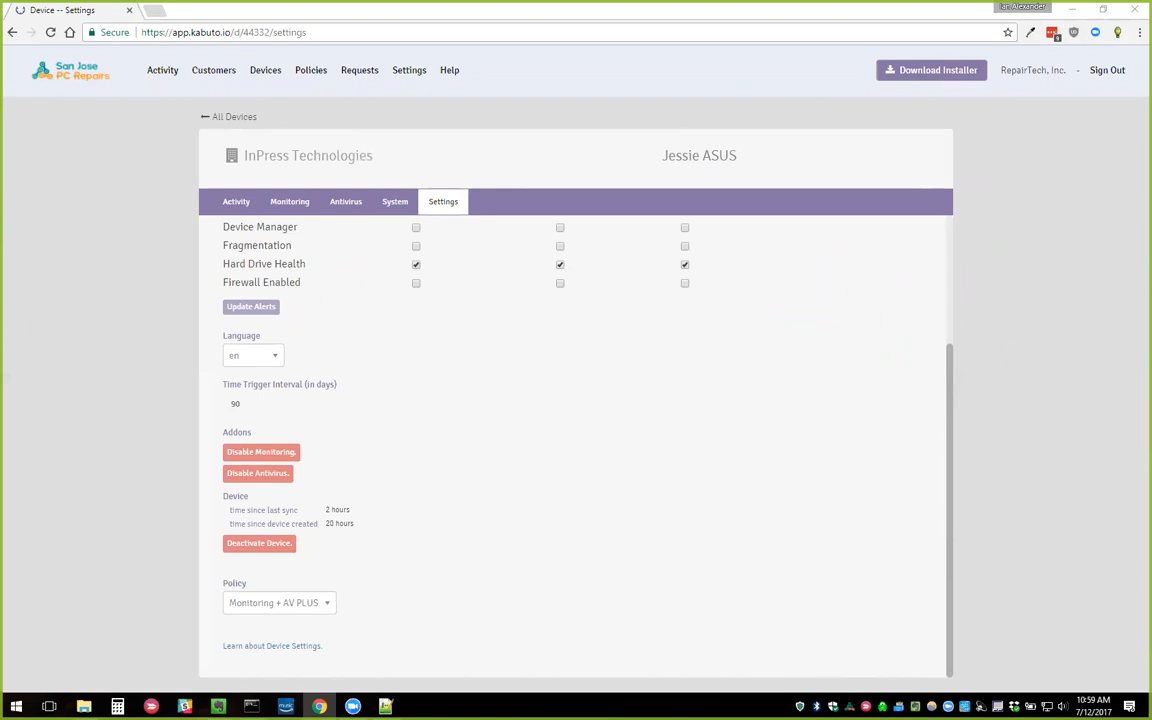 Device -- Settings
Ian Alexander
Secure
https://app.kabuto.io/d/44332/settings
San Jose
PC Repairs
Activity
Customers
Devices
Policies
Requests
Settings
Help
Download Installer
RepairTech, Inc.
-
Sign Out
All Devices
InPress Technologies
Jessie ASUS
Activity
Monitoring
Antivirus
System
Settings
Device Manager
Fragmentation
Hard Drive Health
Firewall Enabled
Update Alerts
Language
en
Time Trigger Interval (in days)
90
Addons
Disable Monitoring.
Disable Antivirus.
Device
time since last sync 2 hours
time since device created 20 hours
Deactivate Device.
Policy
Monitoring + AV PLUS
Learn about Device Settings.
music
10:59 AM
7/12/2017